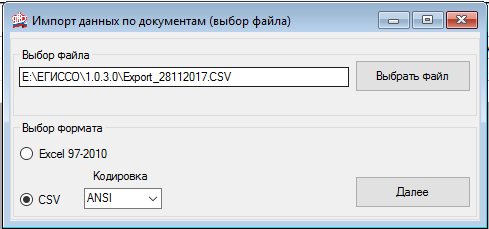 Импорт данных по документам (выбор файла)
Выбор файла
E:\ЕГИССО\1.0.3.0\Export_28112017.CSV
Выбрать файл
Выбор формата
Excel 97-2010
Кодировка
CSV
ANSI
Далее